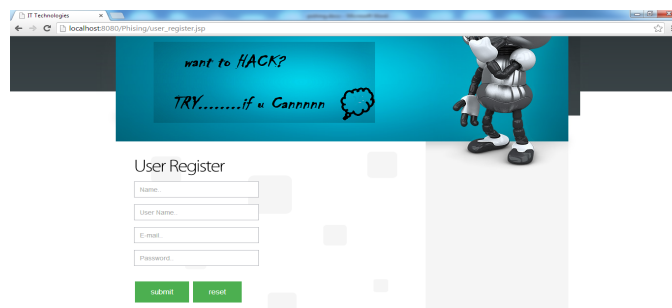 IT Technologies
localhost:8080/Phising/user_register.jsp
want to HACK?
TRY........if u Cannnnn
User Register
Name..
User Name..
E-mail..
Password..
submit reset